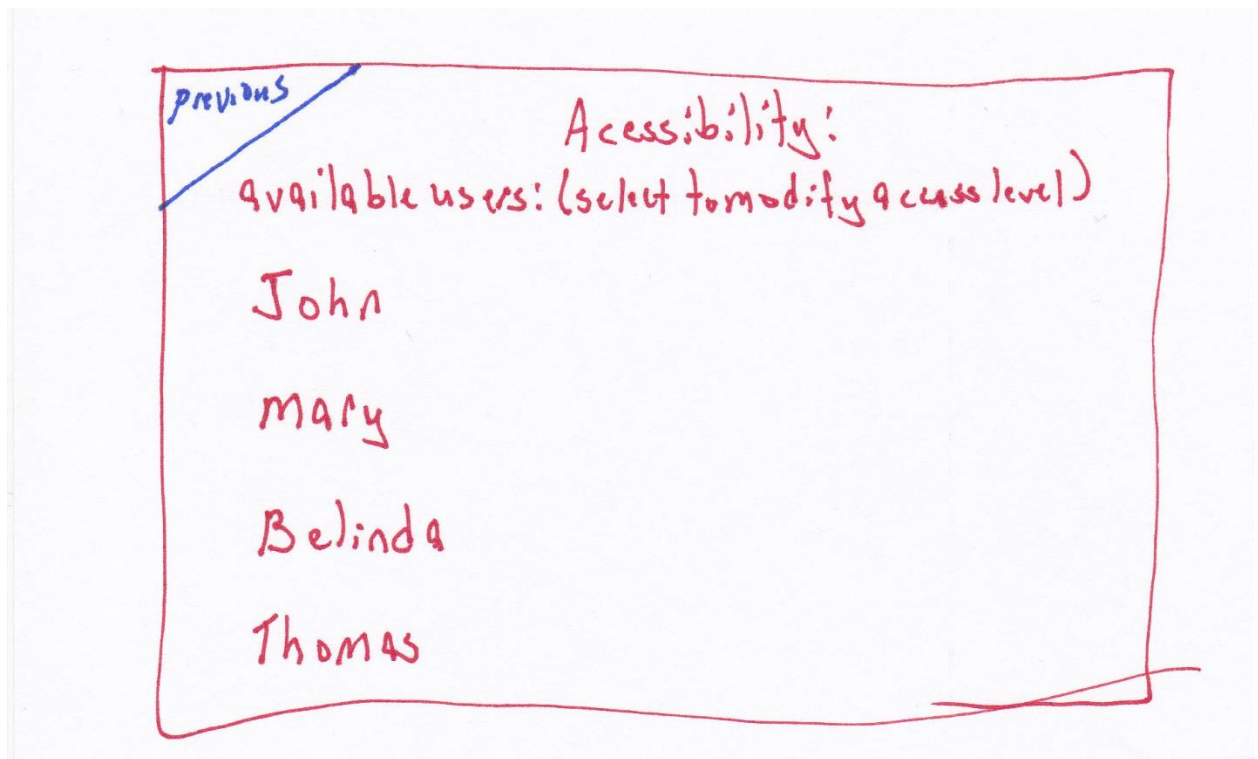 previous
Acessibility:
available users: (select to modify access level)
John
Mary
Belinda
Thomas